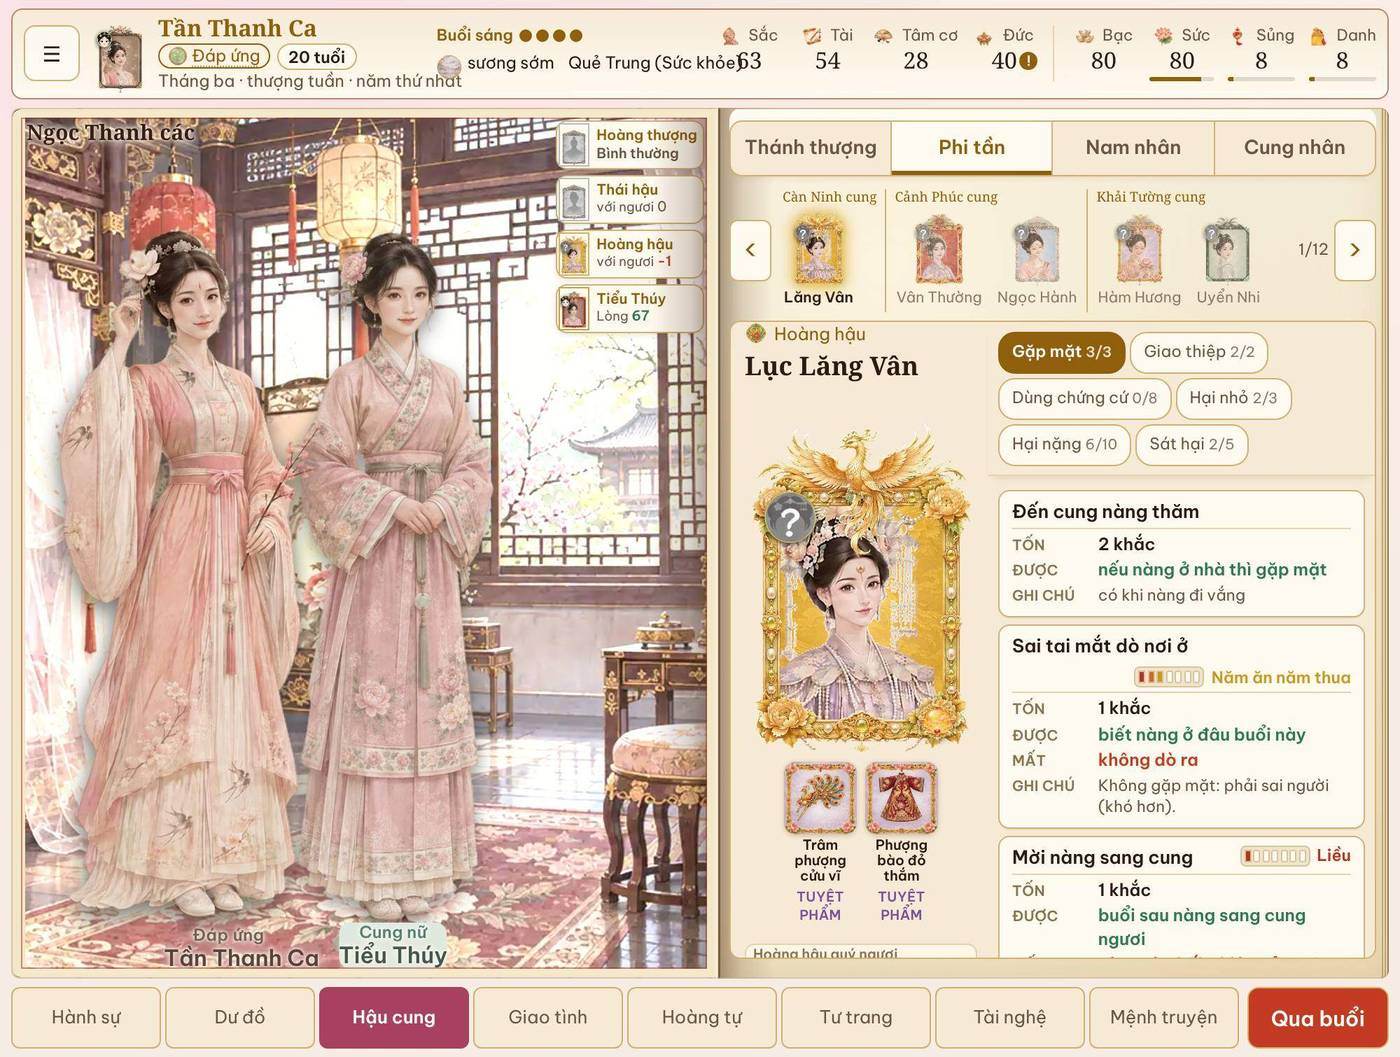 Tần Thanh Ca
Đáp ứng
20 tuổi
Tháng ba · thượng tuần · năm thứ nhất
Buổi sáng
sương sớm Quẻ Trung (Sức khỏe)
Sắc
63
Tài
54
Tâm cơ
28
Đức
40
Bạc
80
Sức
80
Sủng
8
Danh
8
Ngọc Thanh các
Hoàng thượng
Bình thường
Thái hậu
với ngươi 0
Hoàng hậu
với ngươi -1
Tiểu Thúy
Lòng 67
Đáp ứng
Tần Thanh Ca
Cung nữ
Tiểu Thúy
Thánh thượng
Phi tần
Nam nhân
Cung nhân
Càn Ninh cung
Cảnh Phúc cung
Khải Tường cung
Lăng Vân
Vân Thường
Ngọc Hành
Hàm Hương
Uyển Nhi
1/12
Hoàng hậu
Lục Lăng Vân
?
Trâm phượng cửu vĩ
TUYỆT PHẨM
Phượng bào đỏ thắm
TUYỆT PHẨM
Hoàng hậu quý ngươi
Gặp mặt 3/3
Giao thiệp 2/2
Dùng chứng cứ 0/8
Hại nhỏ 2/3
Hại nặng 6/10
Sát hại 2/5
Đến cung nàng thăm
TỐN 2 khắc
ĐƯỢC nếu nàng ở nhà thì gặp mặt
GHI CHÚ có khi nàng đi vắng
Sai tai mắt dò nơi ở
Năm ăn năm thua
TỐN 1 khắc
ĐƯỢC biết nàng ở đâu buổi này
MẤT không dò ra
GHI CHÚ Không gặp mặt: phải sai người
(khó hơn).
Mời nàng sang cung
Liều
TỐN 1 khắc
ĐƯỢC buổi sau nàng sang cung
ngươi
Hành sự
Dư đồ
Hậu cung
Giao tình
Hoàng tự
Tư trang
Tài nghệ
Mệnh truyện
Qua buổi